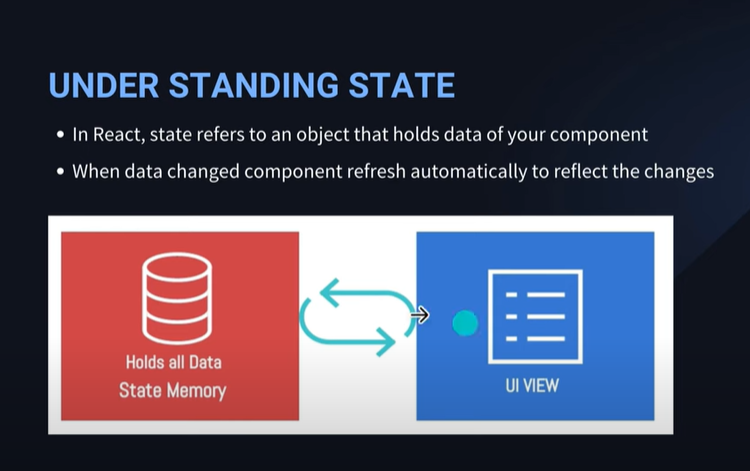 UNDER STANDING STATE
• In React, state refers to an object that holds data of your component
• When data changed component refresh automatically to reflect the changes
Holds all Data
State Memory
UI VIEW